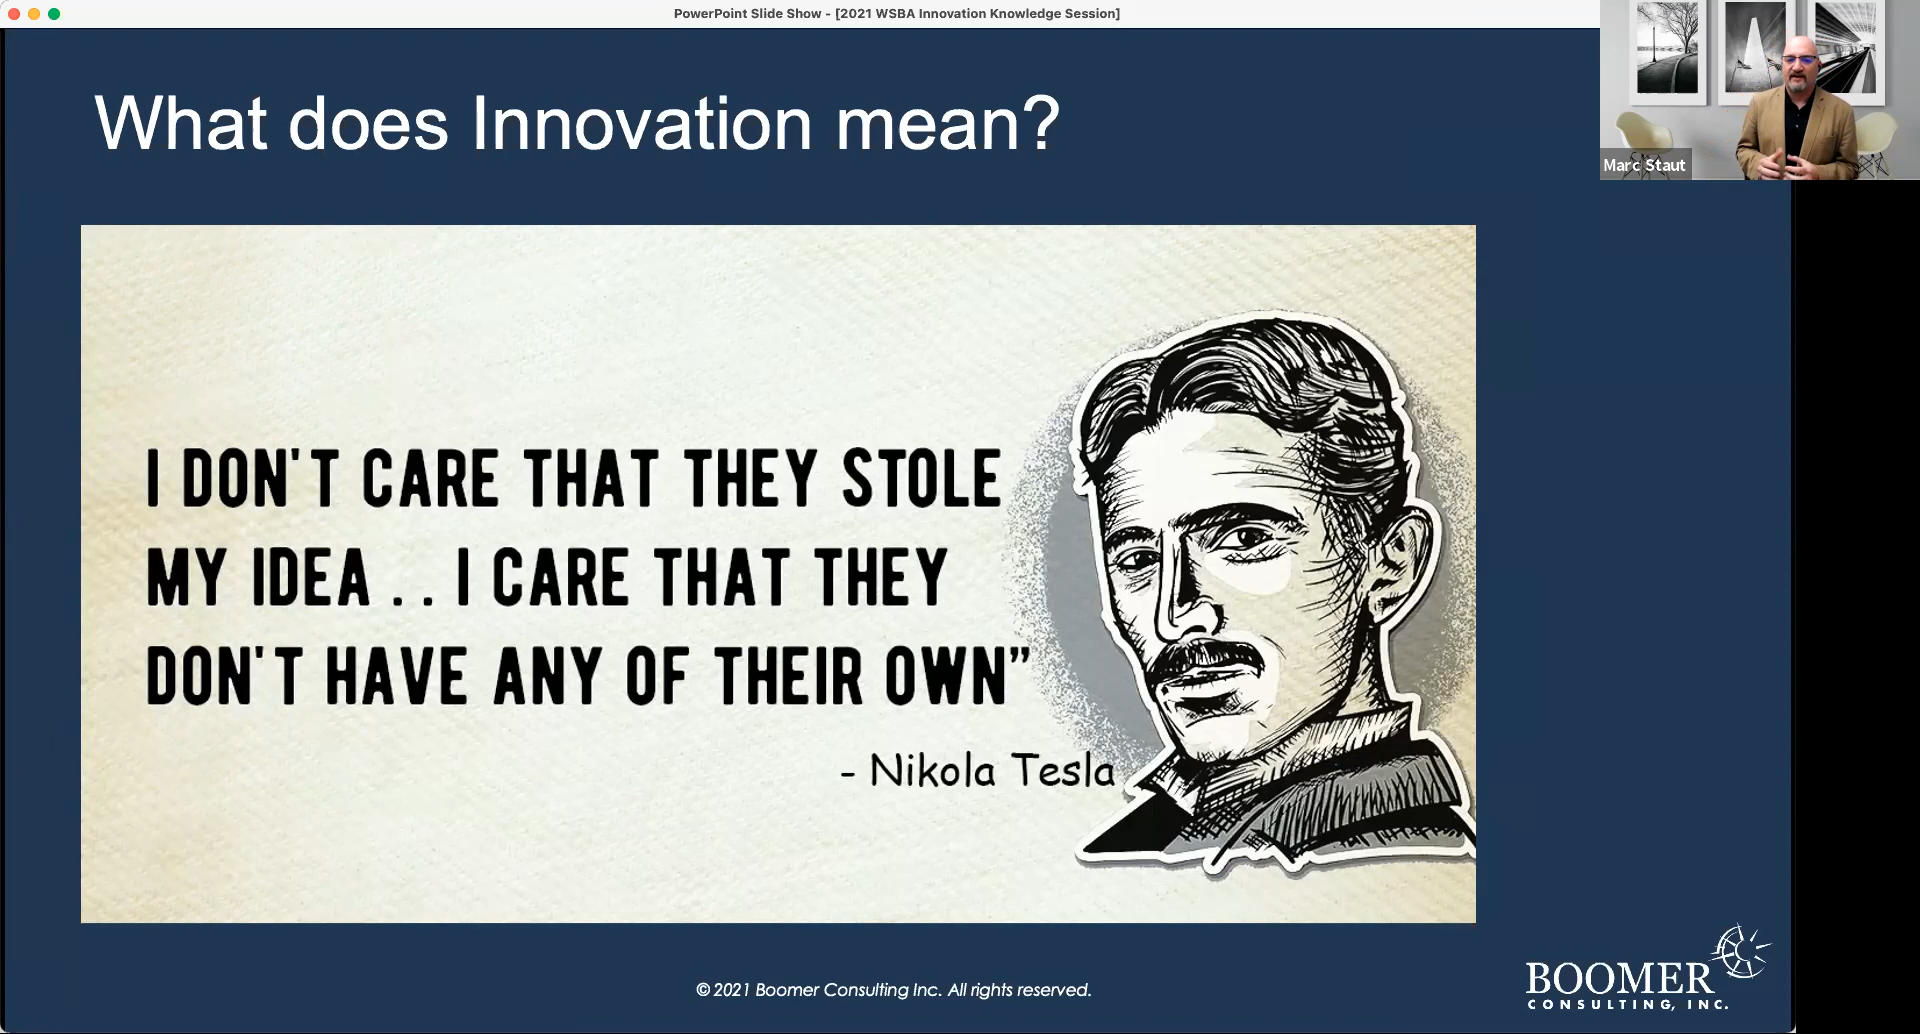 PowerPoint Slide Show - [2021 WSBA Innovation Knowledge Session]
What does Innovation mean?
Marc Staut
I DON'T CARE THAT THEY STOLE
MY IDEA . . I CARE THAT THEY
DON'T HAVE ANY OF THEIR OWN”
- Nikola Tesla
© 2021 Boomer Consulting Inc. All rights reserved.
BOOMER
CONSULTING, INC.